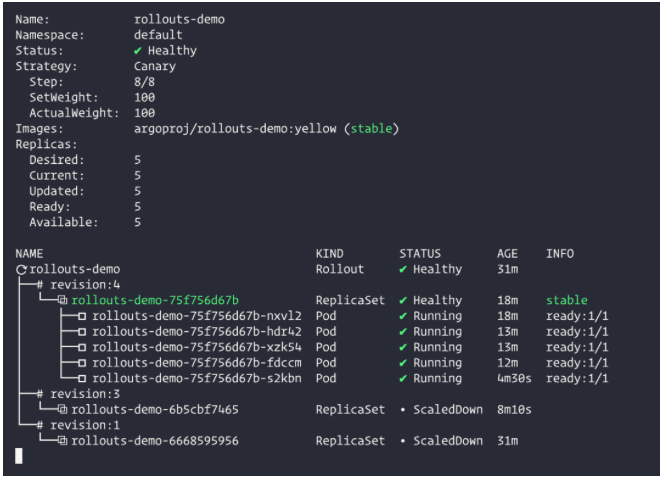 Name: rollouts-demo
Namespace: default
Status: ✔ Healthy
Strategy: Canary
Step: 8/8
SetWeight: 100
ActualWeight: 100
Images: argoproj/rollouts-demo:yellow (stable)
Replicas:
Desired: 5
Current: 5
Updated: 5
Ready: 5
Available: 5
NAME KIND STATUS AGE INFO
⟳ rollouts-demo Rollout ✔ Healthy 31m
├──# revision:4
│  └──⧉ rollouts-demo-75f756d67b ReplicaSet ✔ Healthy 18m stable
│     ├──□ rollouts-demo-75f756d67b-nxvl2 Pod ✔ Running 18m ready:1/1
│     ├──□ rollouts-demo-75f756d67b-hdr42 Pod ✔ Running 13m ready:1/1
│     ├──□ rollouts-demo-75f756d67b-xzk54 Pod ✔ Running 13m ready:1/1
│     ├──□ rollouts-demo-75f756d67b-fdccm Pod ✔ Running 12m ready:1/1
│     └──□ rollouts-demo-75f756d67b-s2kbn Pod ✔ Running 4m30s ready:1/1
├──# revision:3
│  └──⧉ rollouts-demo-6b5cbf7465 ReplicaSet • ScaledDown 8m10s
└──# revision:1
   └──⧉ rollouts-demo-6668595956 ReplicaSet • ScaledDown 31m